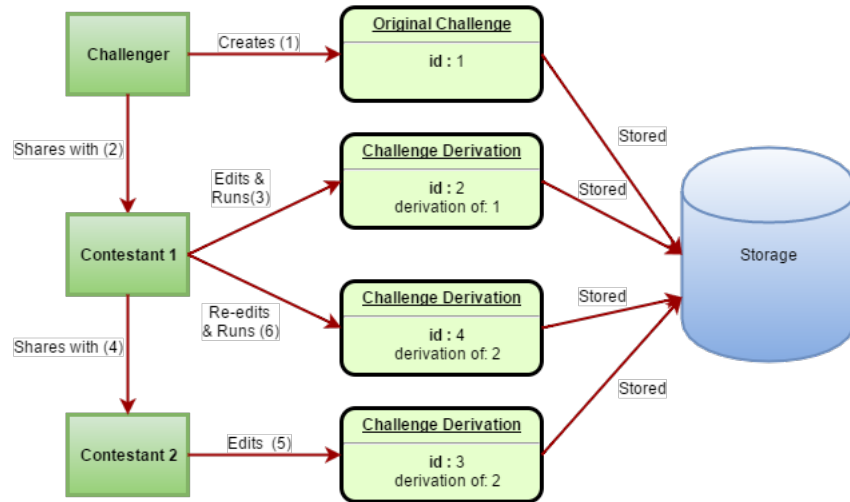 Challenger
Creates (1)
Original Challenge
id : 1
Stored
Shares with (2)
Challenge Derivation
id : 2
derivation of: 1
Edits &
Runs(3)
Stored
Contestant 1
Storage
Re-edits
& Runs (6)
Challenge Derivation
id : 4
derivation of: 2
Stored
Shares with (4)
Stored
Contestant 2
Edits (5)
Challenge Derivation
id : 3
derivation of: 2